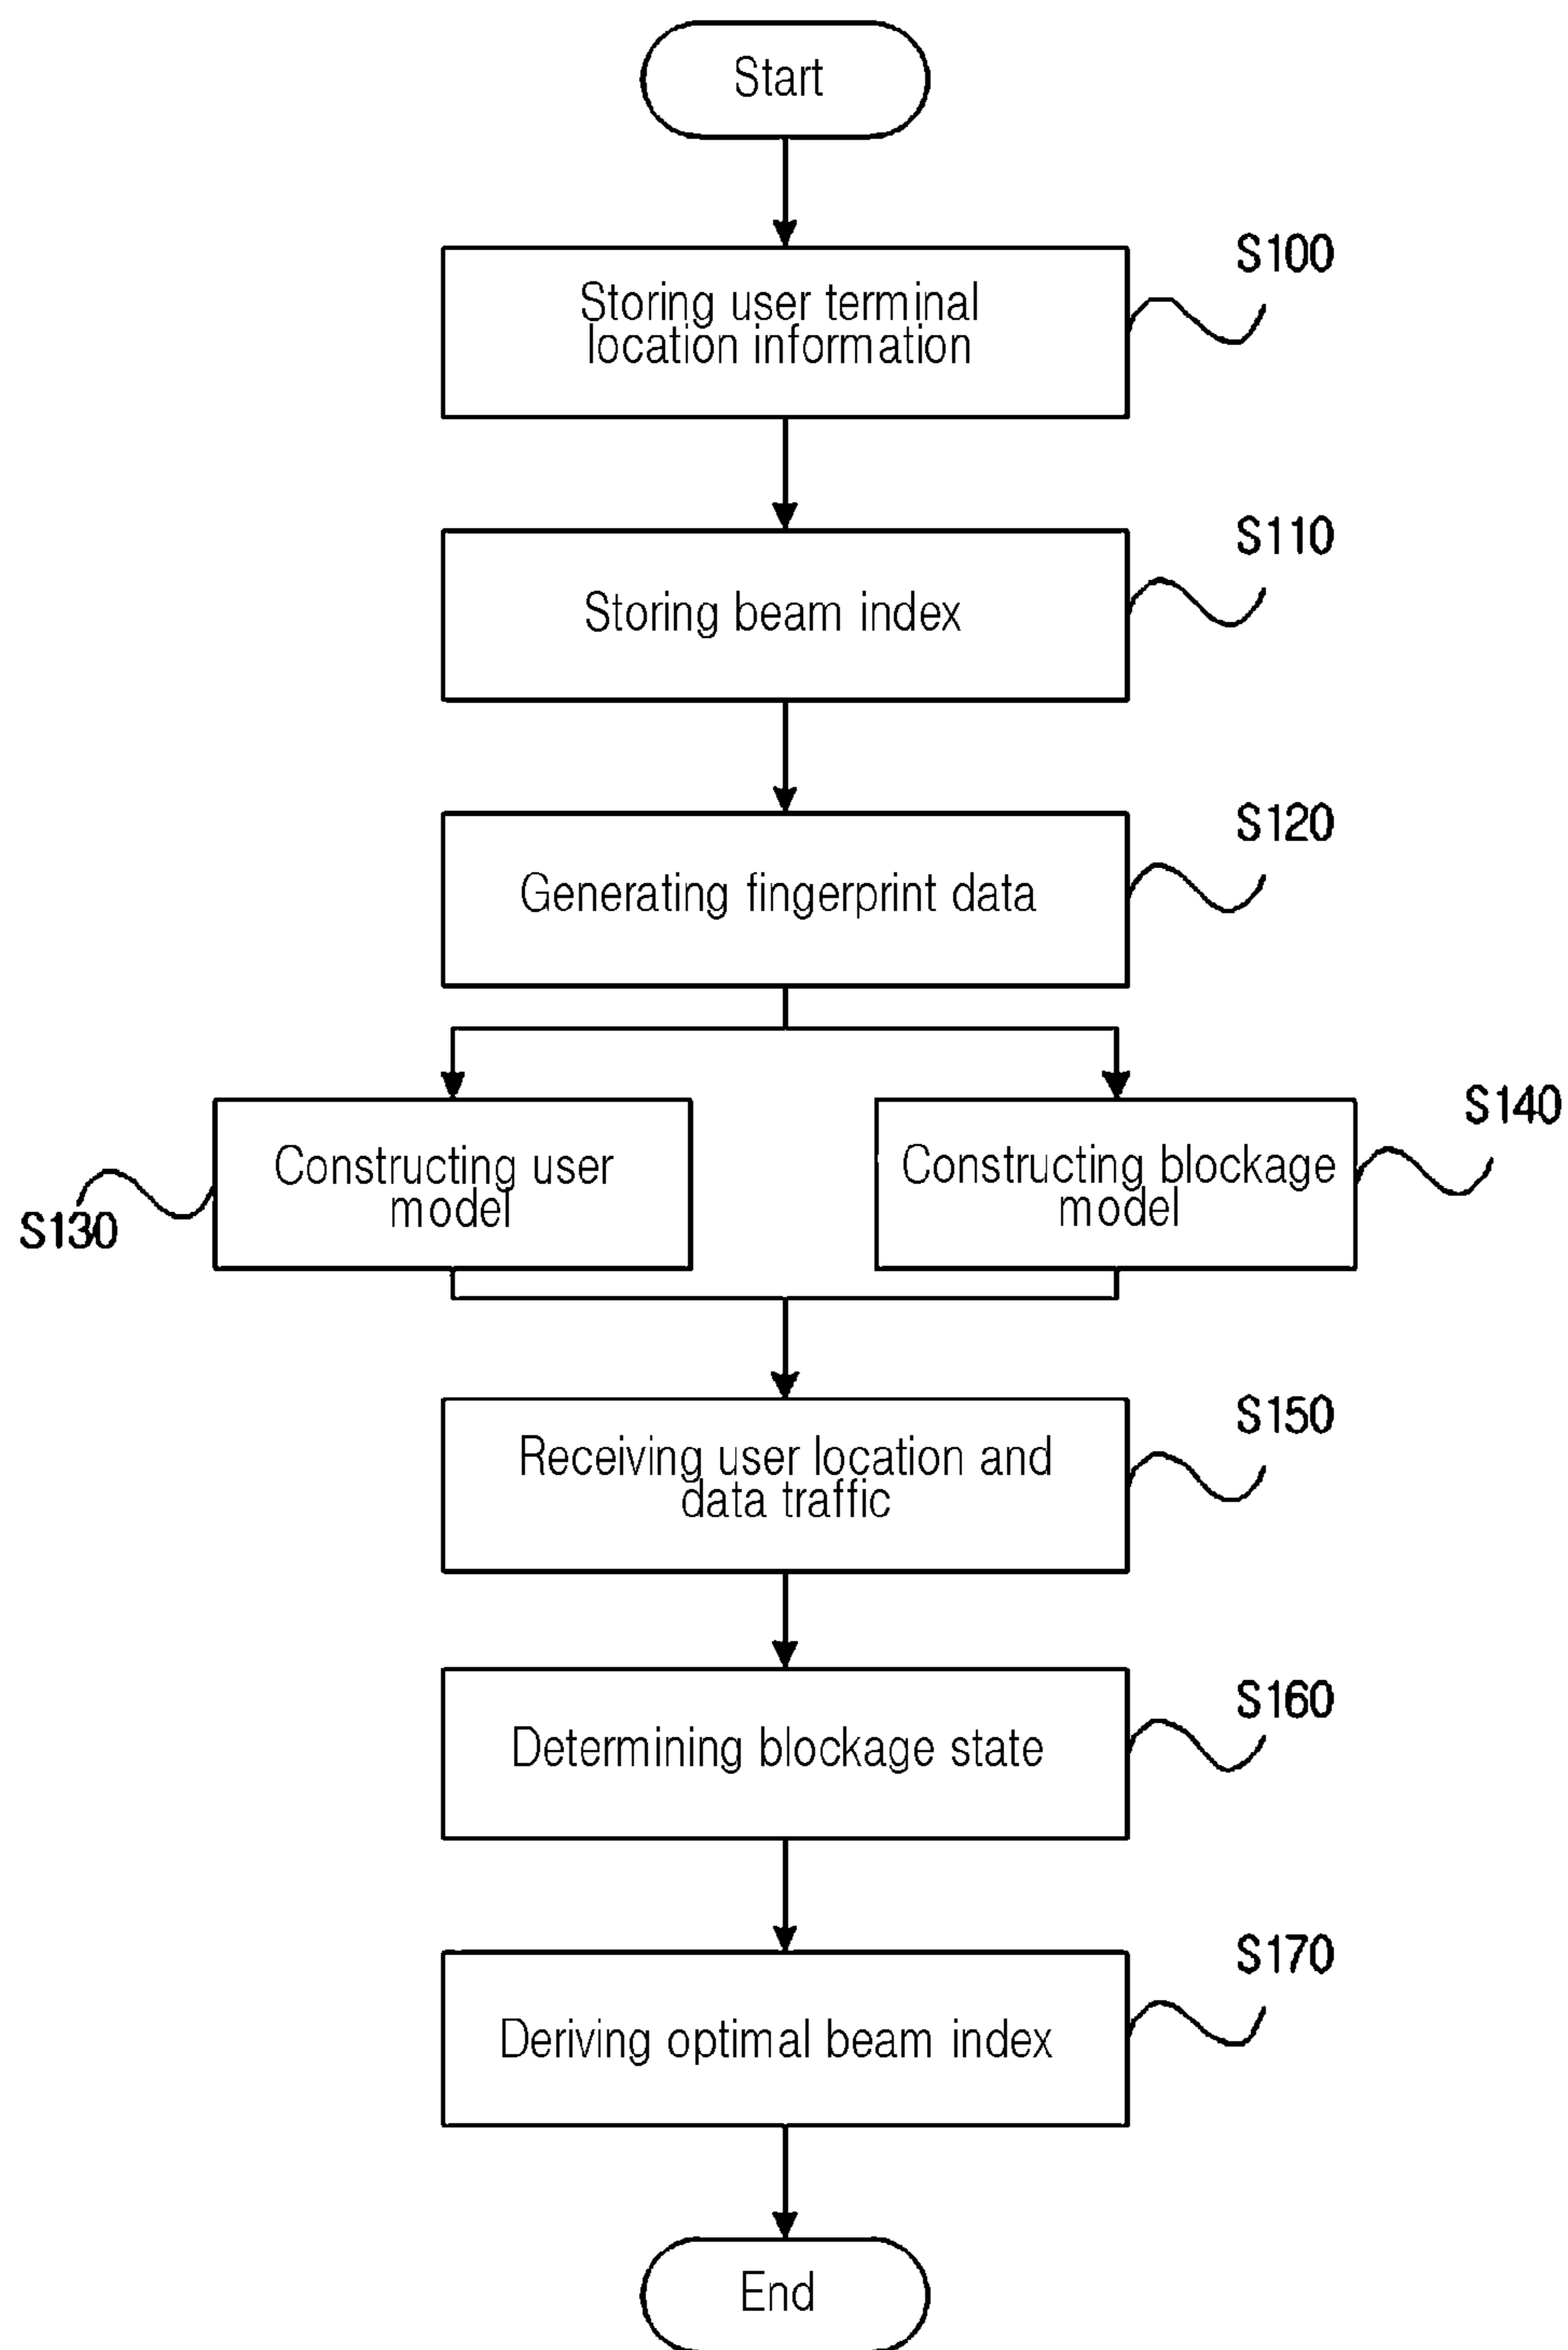 Start
S100
Storing user terminal
location information
S110
Storing beam index
S120
Generating fingerprint data
S130
Constructing user
model
S140
Constructing blockage
model
S150
Receiving user location and
data traffic
S160
Determining blockage state
S170
Deriving optimal beam index
End